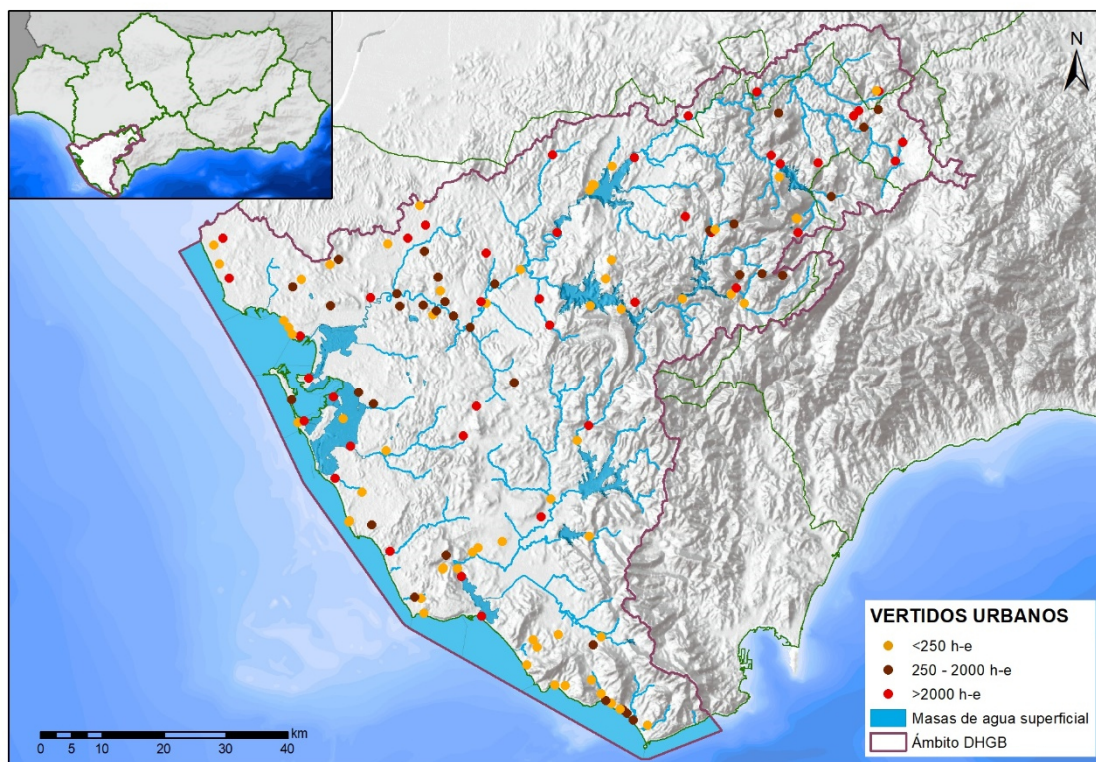 N
VERTIDOS URBANOS
<250 h-e
250 - 2000 h-e
>2000 h-e
Masas de agua superficial
Ámbito DHGB
km
0 5 10 20 30 40